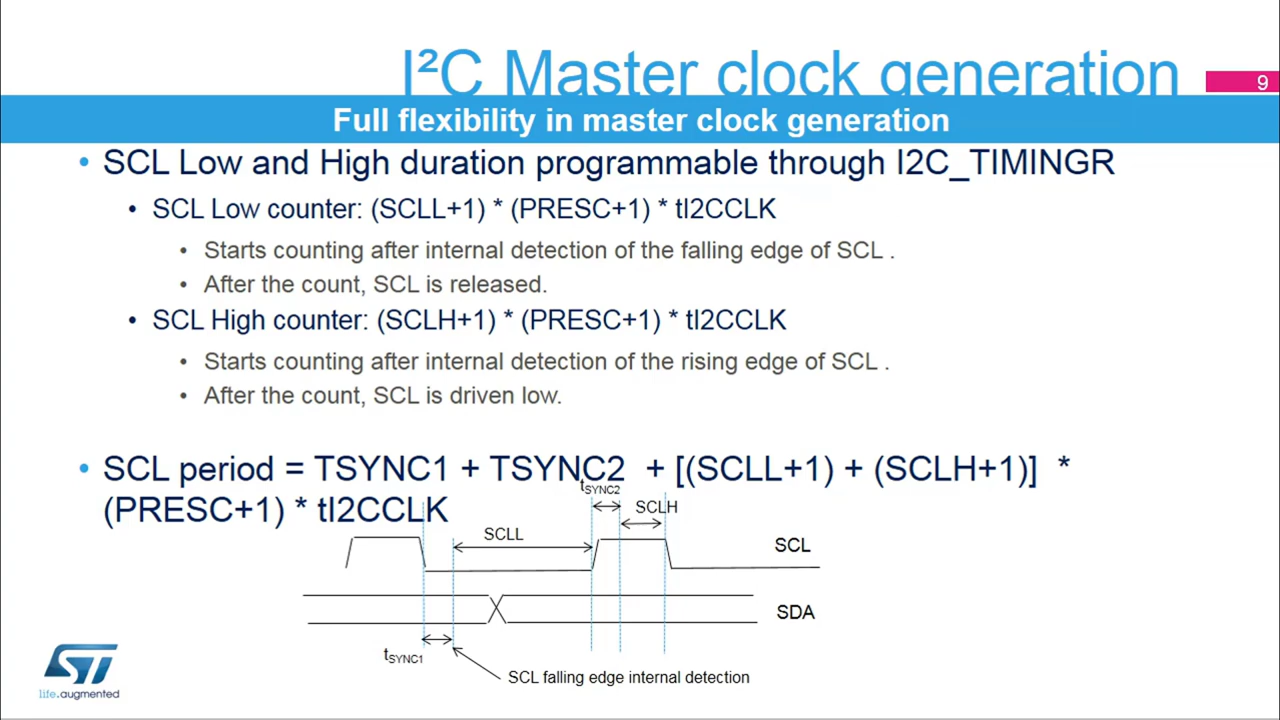 I²C Master clock generation
9
Full flexibility in master clock generation
• SCL Low and High duration programmable through I2C_TIMINGR
• SCL Low counter: (SCLL+1) * (PRESC+1) * tI2CCLK
• Starts counting after internal detection of the falling edge of SCL .
• After the count, SCL is released.
• SCL High counter: (SCLH+1) * (PRESC+1) * tI2CCLK
• Starts counting after internal detection of the rising edge of SCL .
• After the count, SCL is driven low.
• SCL period = TSYNC1 + TSYNC2 + [(SCLL+1) + (SCLH+1)] *
(PRESC+1) * tI2CCLK
tSYNC2
SCLH
SCLL
SCL
SDA
tSYNC1
SCL falling edge internal detection
ST
life.augmented